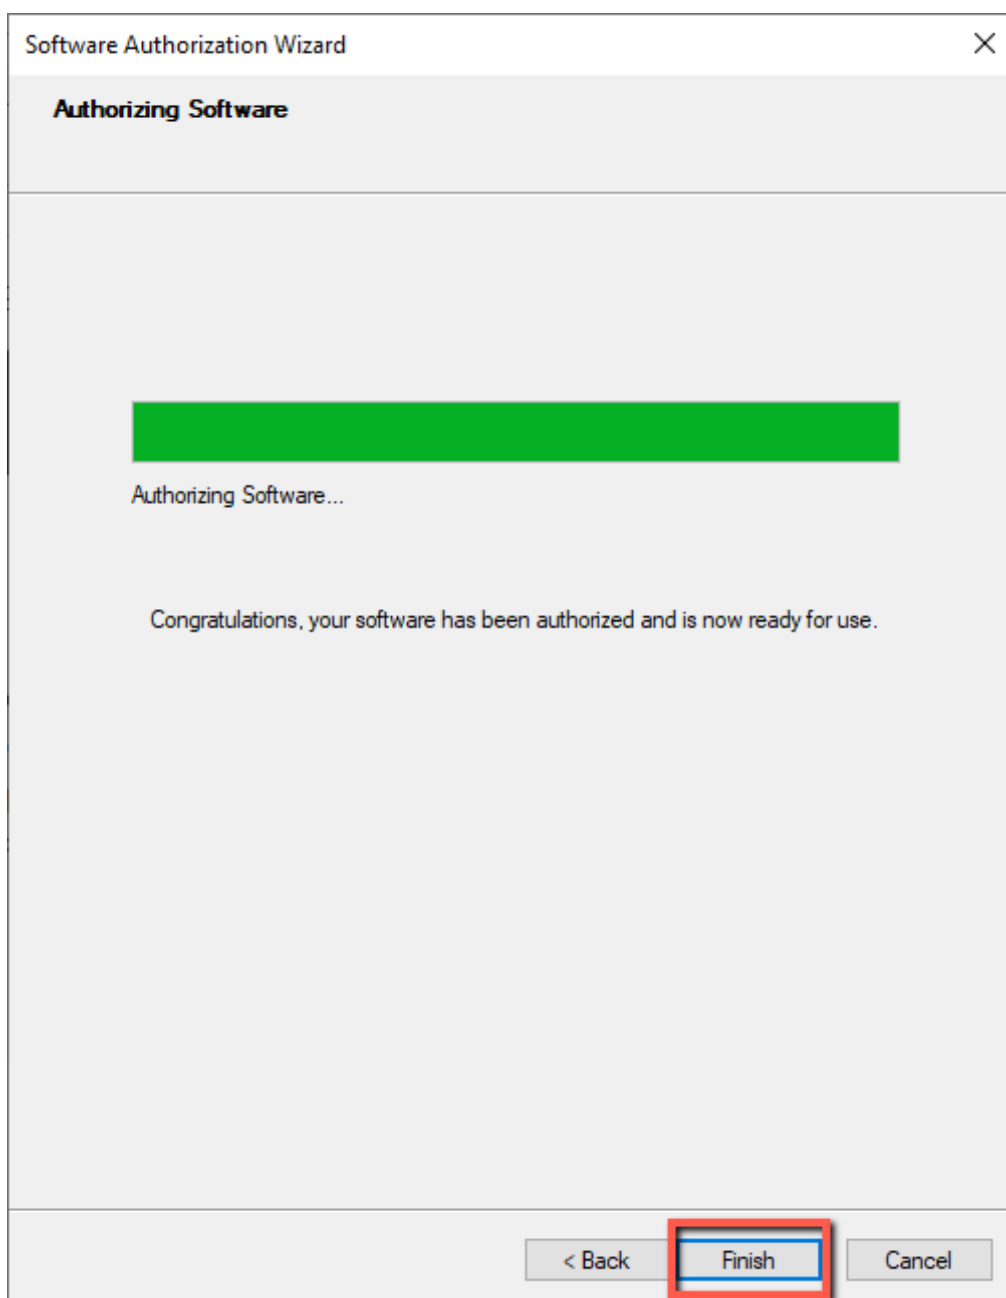 Software Authorization Wizard
Authorizing Software
Authorizing Software...
Congratulations, your software has been authorized and is now ready for use.
< Back
Finish
Cancel